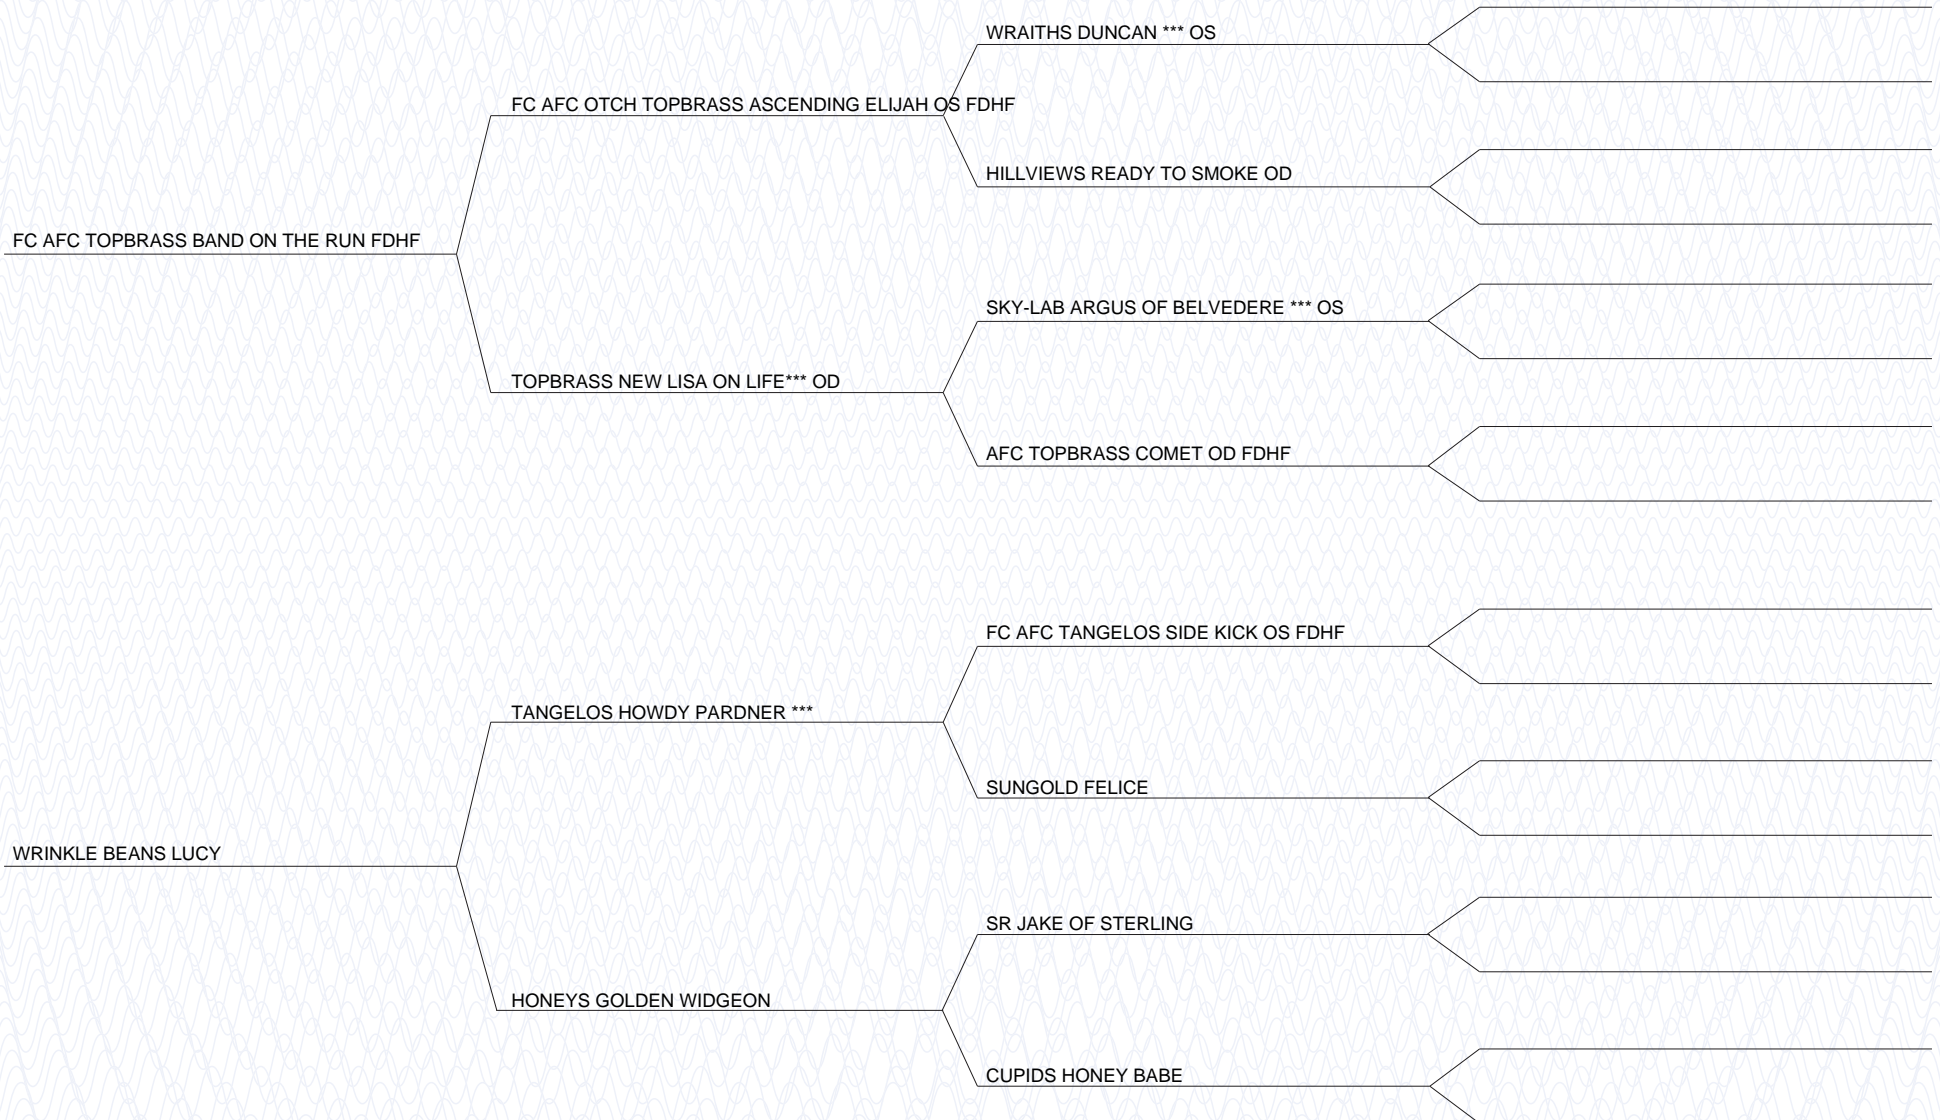 WRAITHS DUNCAN *** OS
FC AFC OTCH TOPBRASS ASCENDING ELIJAH OS FDHF
HILLVIEWS READY TO SMOKE OD
FC AFC TOPBRASS BAND ON THE RUN FDHF
SKY-LAB ARGUS OF BELVEDERE *** OS
TOPBRASS NEW LISA ON LIFE*** OD
AFC TOPBRASS COMET OD FDHF
FC AFC TANGELOS SIDE KICK OS FDHF
TANGELOS HOWDY PARDNER ***
SUNGOLD FELICE
WRINKLE BEANS LUCY
SR JAKE OF STERLING
HONEYS GOLDEN WIDGEON
CUPIDS HONEY BABE